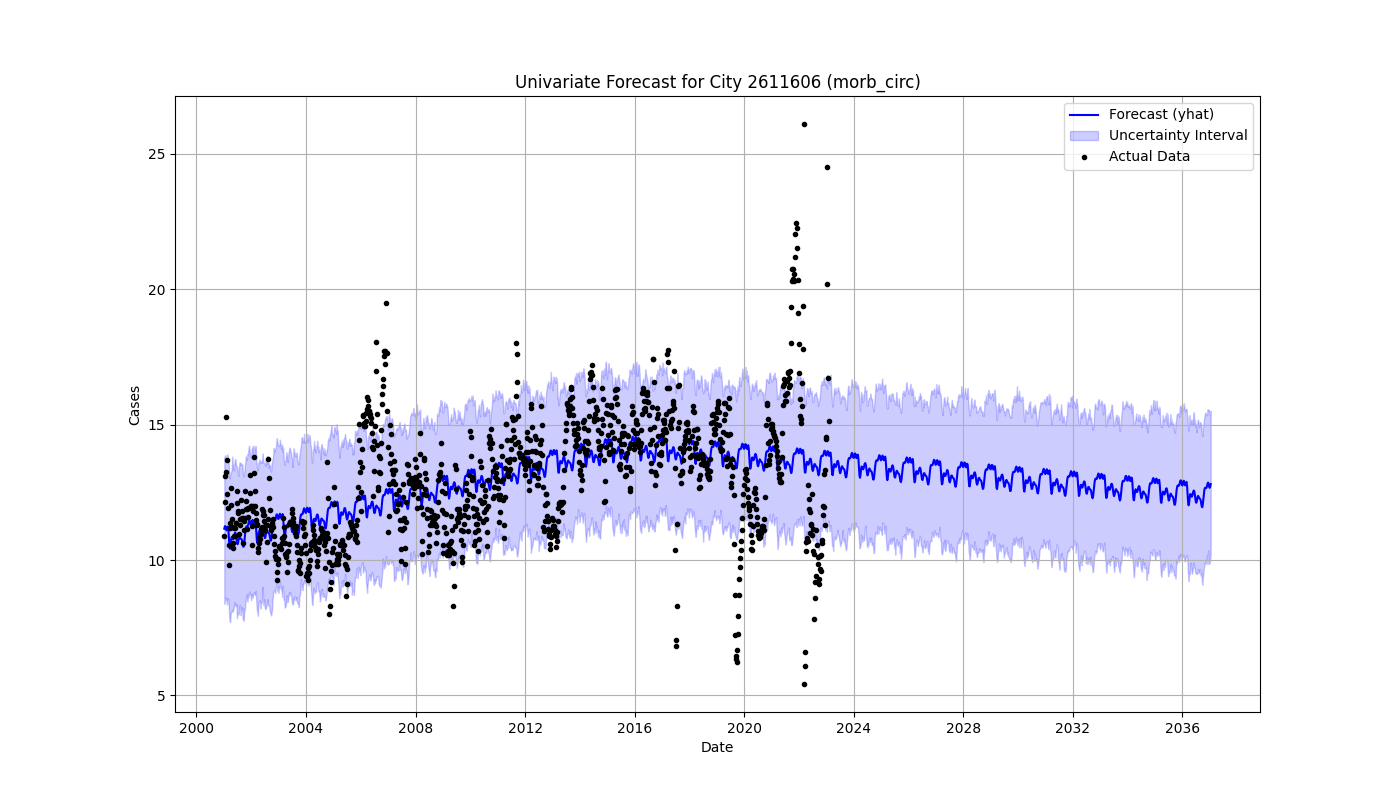 Univariate Forecast for City 2611606 (morb_circ)
Forecast (yhat)
Uncertainty Interval
Actual Data
Cases
25
20
15
10
5
2000 2004 2008 2012 2016 2020 2024 2028 2032 2036
Date